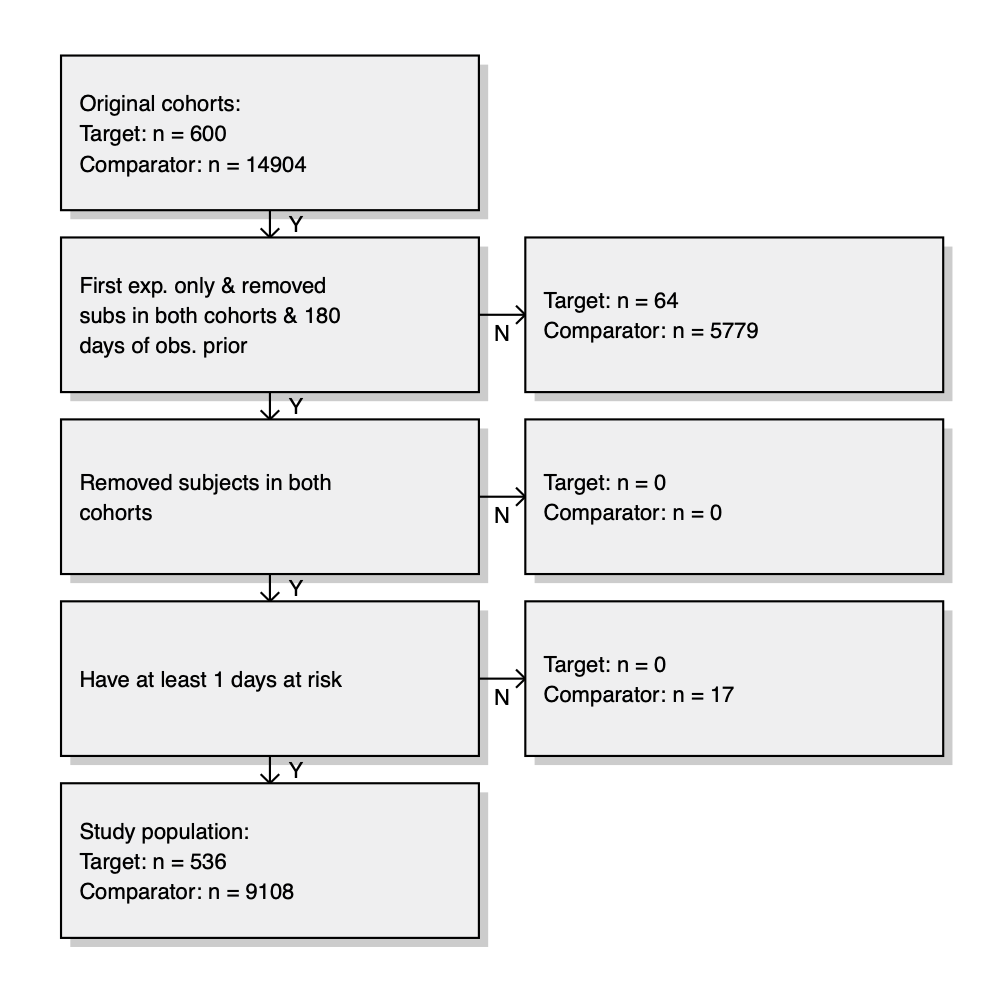 Original cohorts:
Target: n = 600
Comparator: n = 14904
Y
First exp. only & removed
subs in both cohorts & 180
days of obs. prior
N
Target: n = 64
Comparator: n = 5779
Y
Removed subjects in both
cohorts
N
Target: n = 0
Comparator: n = 0
Y
Have at least 1 days at risk
N
Target: n = 0
Comparator: n = 17
Y
Study population:
Target: n = 536
Comparator: n = 9108